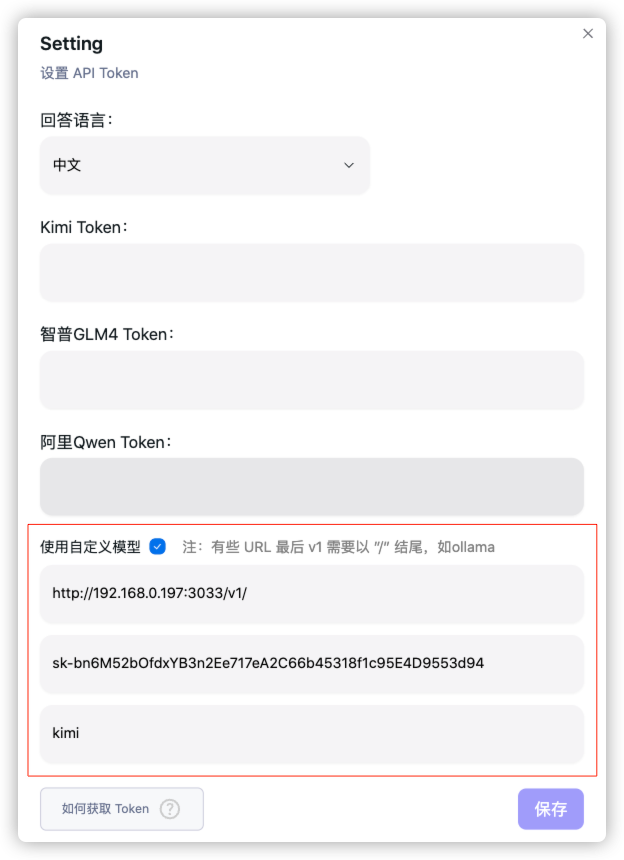 Setting
设置 API Token
回答语言：
中文
Kimi Token：
智普GLM4 Token：
阿里Qwen Token：
使用自定义模型 注：有些 URL 最后 v1 需要以 “/” 结尾，如ollama
http://192.168.0.197:3033/v1/
sk-bn6M52bOfdxYB3n2Ee717eA2C66b45318f1c95E4D9553d94
kimi
如何获取 Token ?
保存